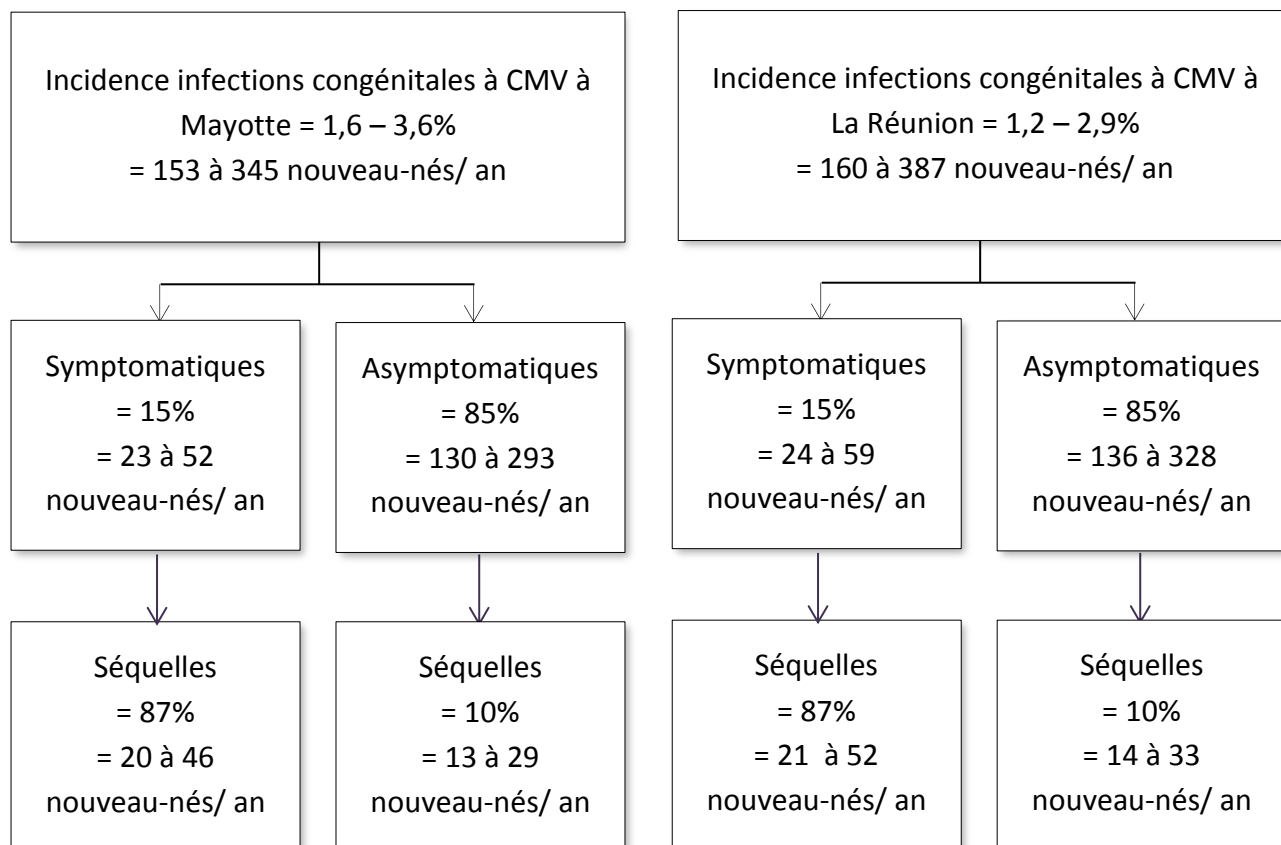 Incidence infections congénitales à CMV à
Mayotte = 1,6 – 3,6%
= 153 à 345 nouveau-nés/ an
Incidence infections congénitales à CMV à
La Réunion = 1,2 – 2,9%
= 160 à 387 nouveau-nés/ an
Symptomatiques
= 15%
= 23 à 52
nouveau-nés/ an
Asymptomatiques
= 85%
= 130 à 293
nouveau-nés/ an
Symptomatiques
= 15%
= 24 à 59
nouveau-nés/ an
Asymptomatiques
= 85%
= 136 à 328
nouveau-nés/ an
Séquelles
= 87%
= 20 à 46
nouveau-nés/ an
Séquelles
= 10%
= 13 à 29
nouveau-nés/ an
Séquelles
= 87%
= 21 à 52
nouveau-nés/ an
Séquelles
= 10%
= 14 à 33
nouveau-nés/ an